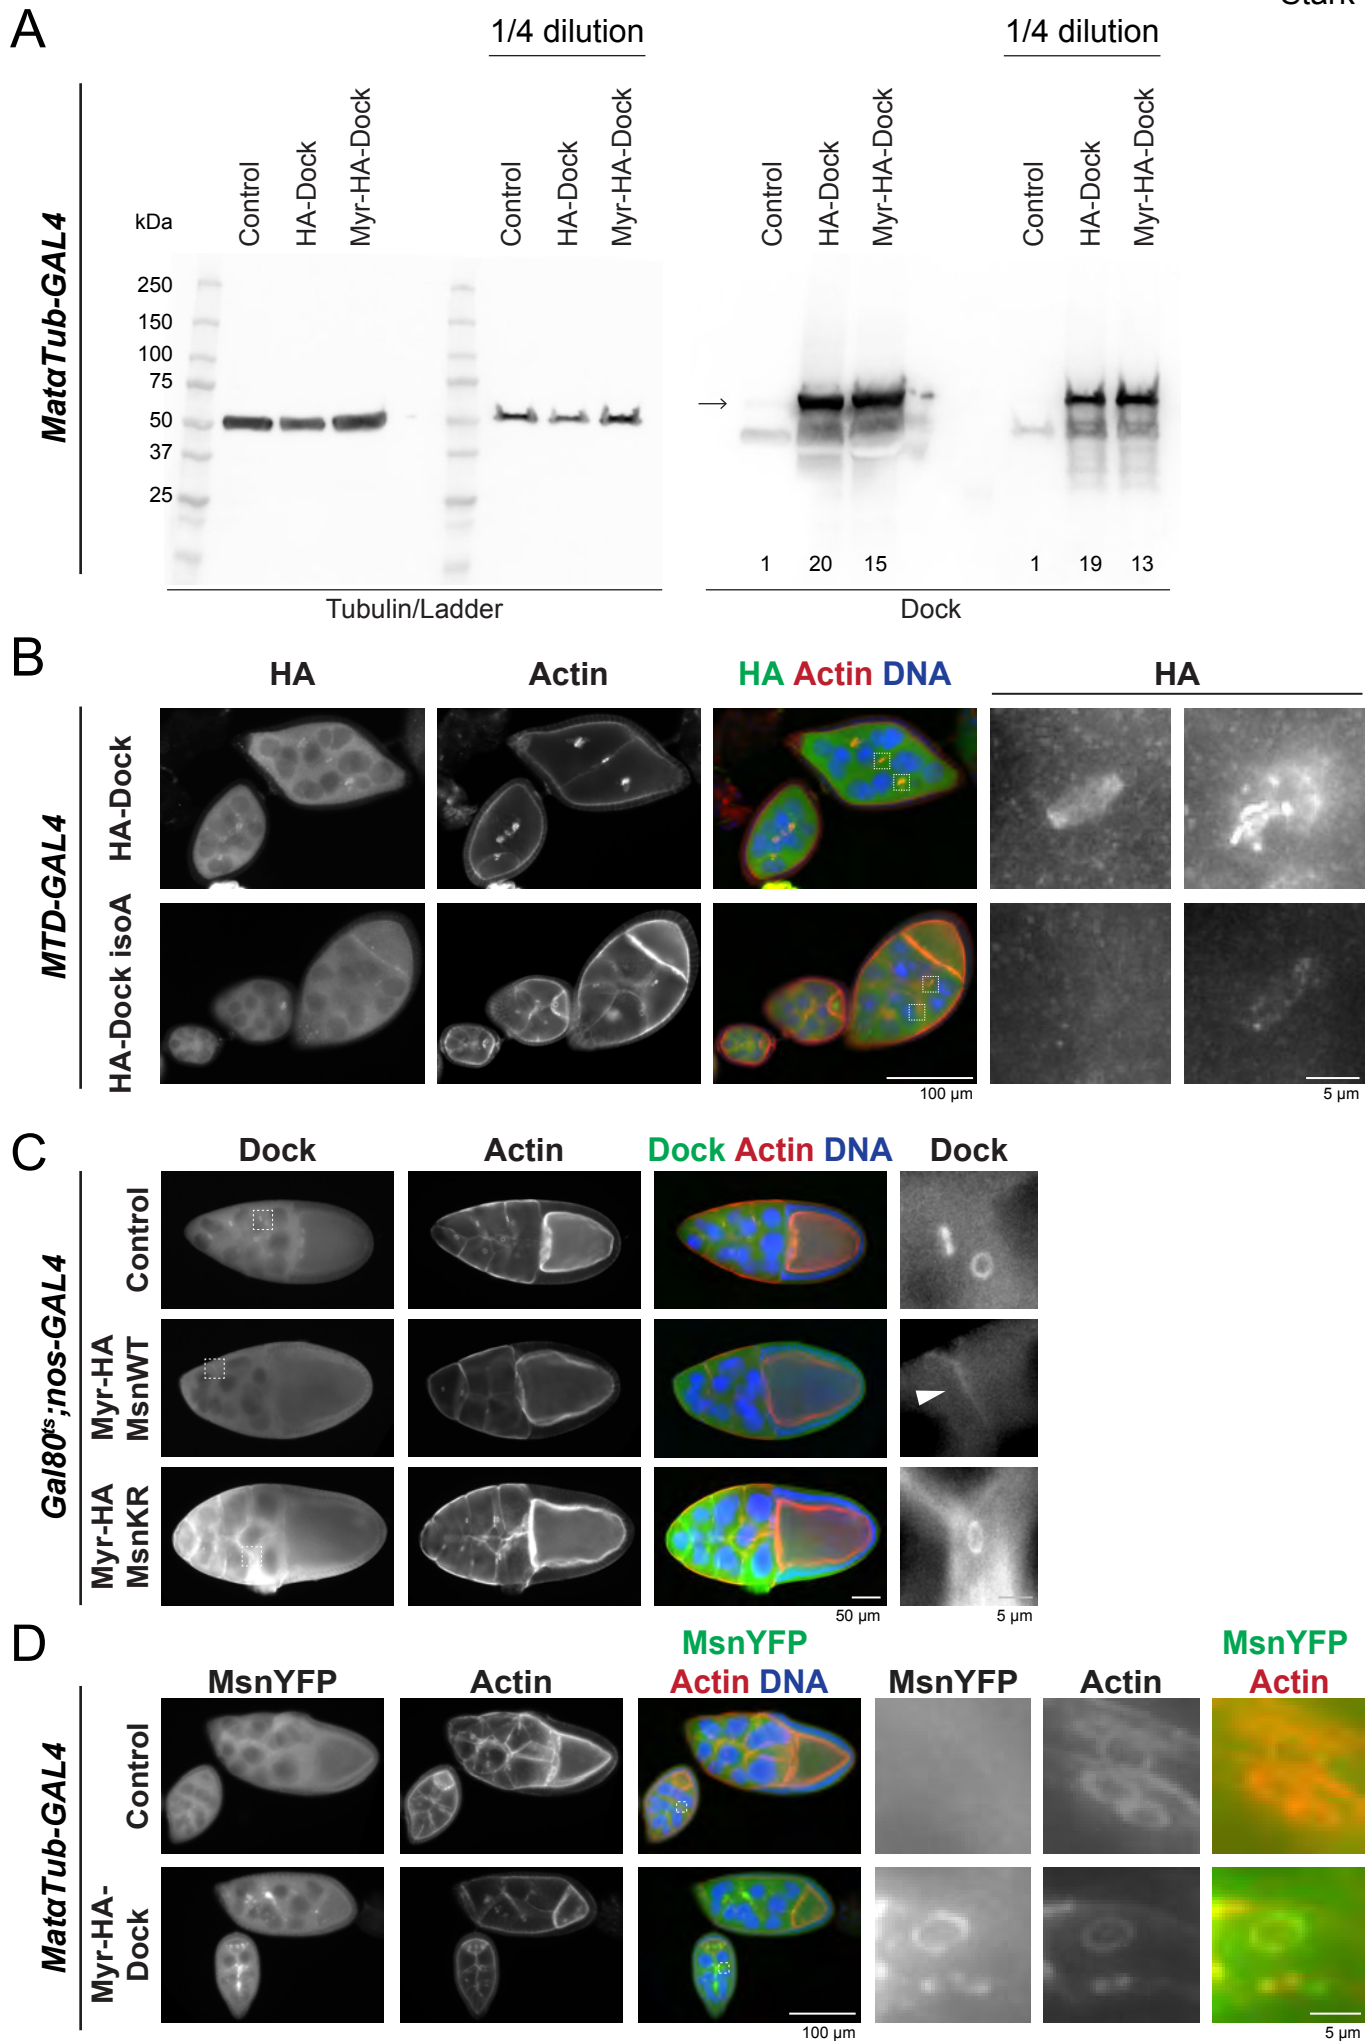 Stark
A
1/4 dilution
1/4 dilution
Control
HA-Dock
Myr-HA-Dock
Control
HA-Dock
Myr-HA-Dock
Control
HA-Dock
Myr-HA-Dock
Control
HA-Dock
Myr-HA-Dock
MatαTub-GAL4
kDa
250
150
100
75
50
37
25
1 20 15
1 19 13
Tubulin/Ladder
Dock
B
HA
Actin
HA Actin DNA
HA
MTD-GAL4
HA-Dock
HA-Dock isoA
100 µm
5 µm
C
Dock
Actin
Dock Actin DNA
Dock
Gal80ts;nos-GAL4
Control
Myr-HA
MsnWT
Myr-HA
MsnKR
50 µm
5 µm
D
MsnYFP
Actin
MsnYFP
Actin DNA
MsnYFP
Actin
MsnYFP
Actin
MatαTub-GAL4
Control
Myr-HA-
Dock
100 µm
5 µm